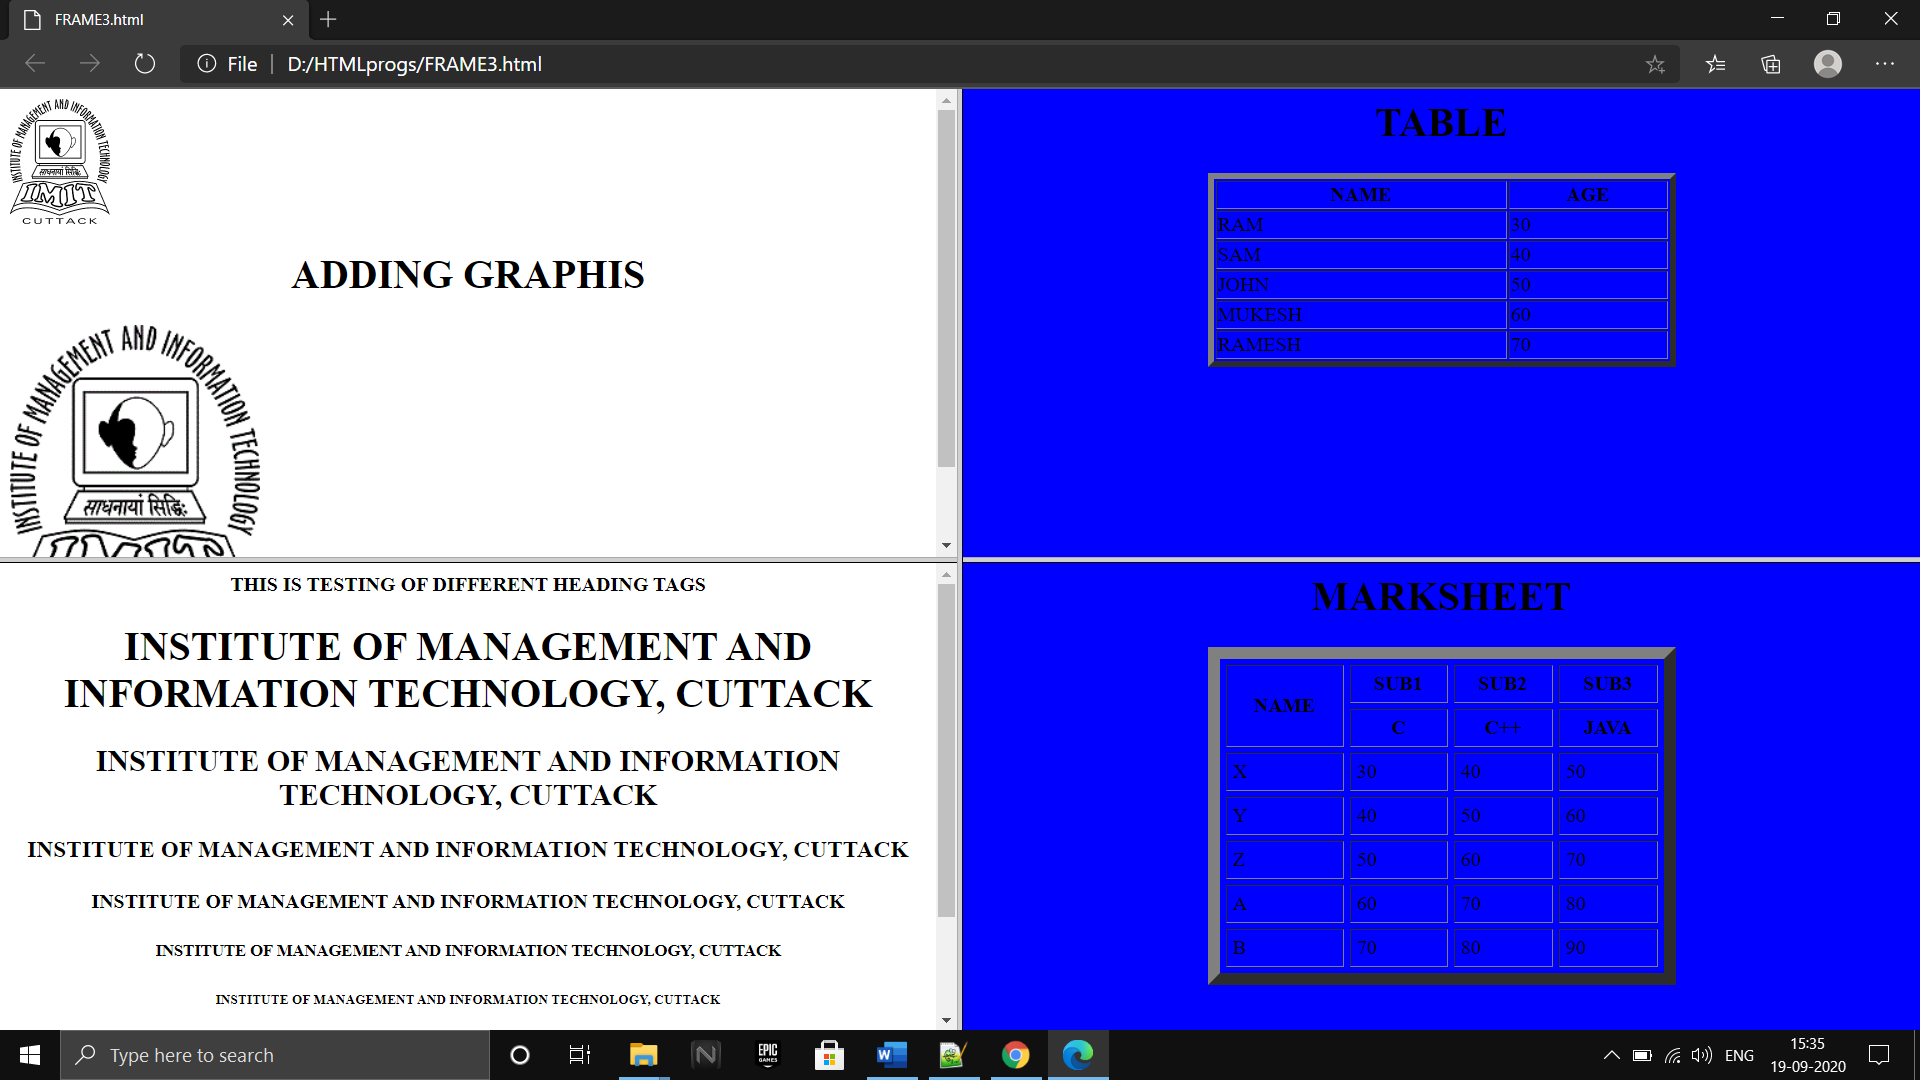 FRAME3.html
File
D:/HTMLprogs/FRAME3.html
INSTITUTE OF MANAGEMENT AND INFORMATION TECHNOLOGY
साधनायां सिद्धिः
IMIT
CUTTACK
ADDING GRAPHIS
INSTITUTE OF MANAGEMENT AND INFORMATION TECHNOLOGY
साधनायां सिद्धिः
IMIT
TABLE
NAME AGE
RAM 30
SAM 40
JOHN 50
MUKESH 60
RAMESH 70
THIS IS TESTING OF DIFFERENT HEADING TAGS
INSTITUTE OF MANAGEMENT AND
INFORMATION TECHNOLOGY, CUTTACK
INSTITUTE OF MANAGEMENT AND INFORMATION
TECHNOLOGY, CUTTACK
INSTITUTE OF MANAGEMENT AND INFORMATION TECHNOLOGY, CUTTACK
INSTITUTE OF MANAGEMENT AND INFORMATION TECHNOLOGY, CUTTACK
INSTITUTE OF MANAGEMENT AND INFORMATION TECHNOLOGY, CUTTACK
INSTITUTE OF MANAGEMENT AND INFORMATION TECHNOLOGY, CUTTACK
MARKSHEET
NAME SUB1 SUB2 SUB3
C C++ JAVA
X 30 40 50
Y 40 50 60
Z 50 60 70
A 60 70 80
B 70 80 90
Type here to search
N
EPIC
GAMES
W
ENG
15:35
19-09-2020